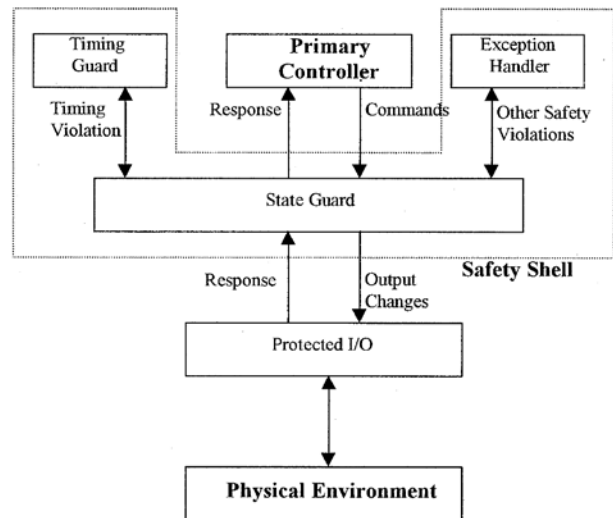 Timing
Guard
Primary
Controller
Exception
Handler
Timing
Violation
Response
Commands
Other Safety
Violations
State Guard
Safety Shell
Response
Output
Changes
Protected I/O
Physical Environment